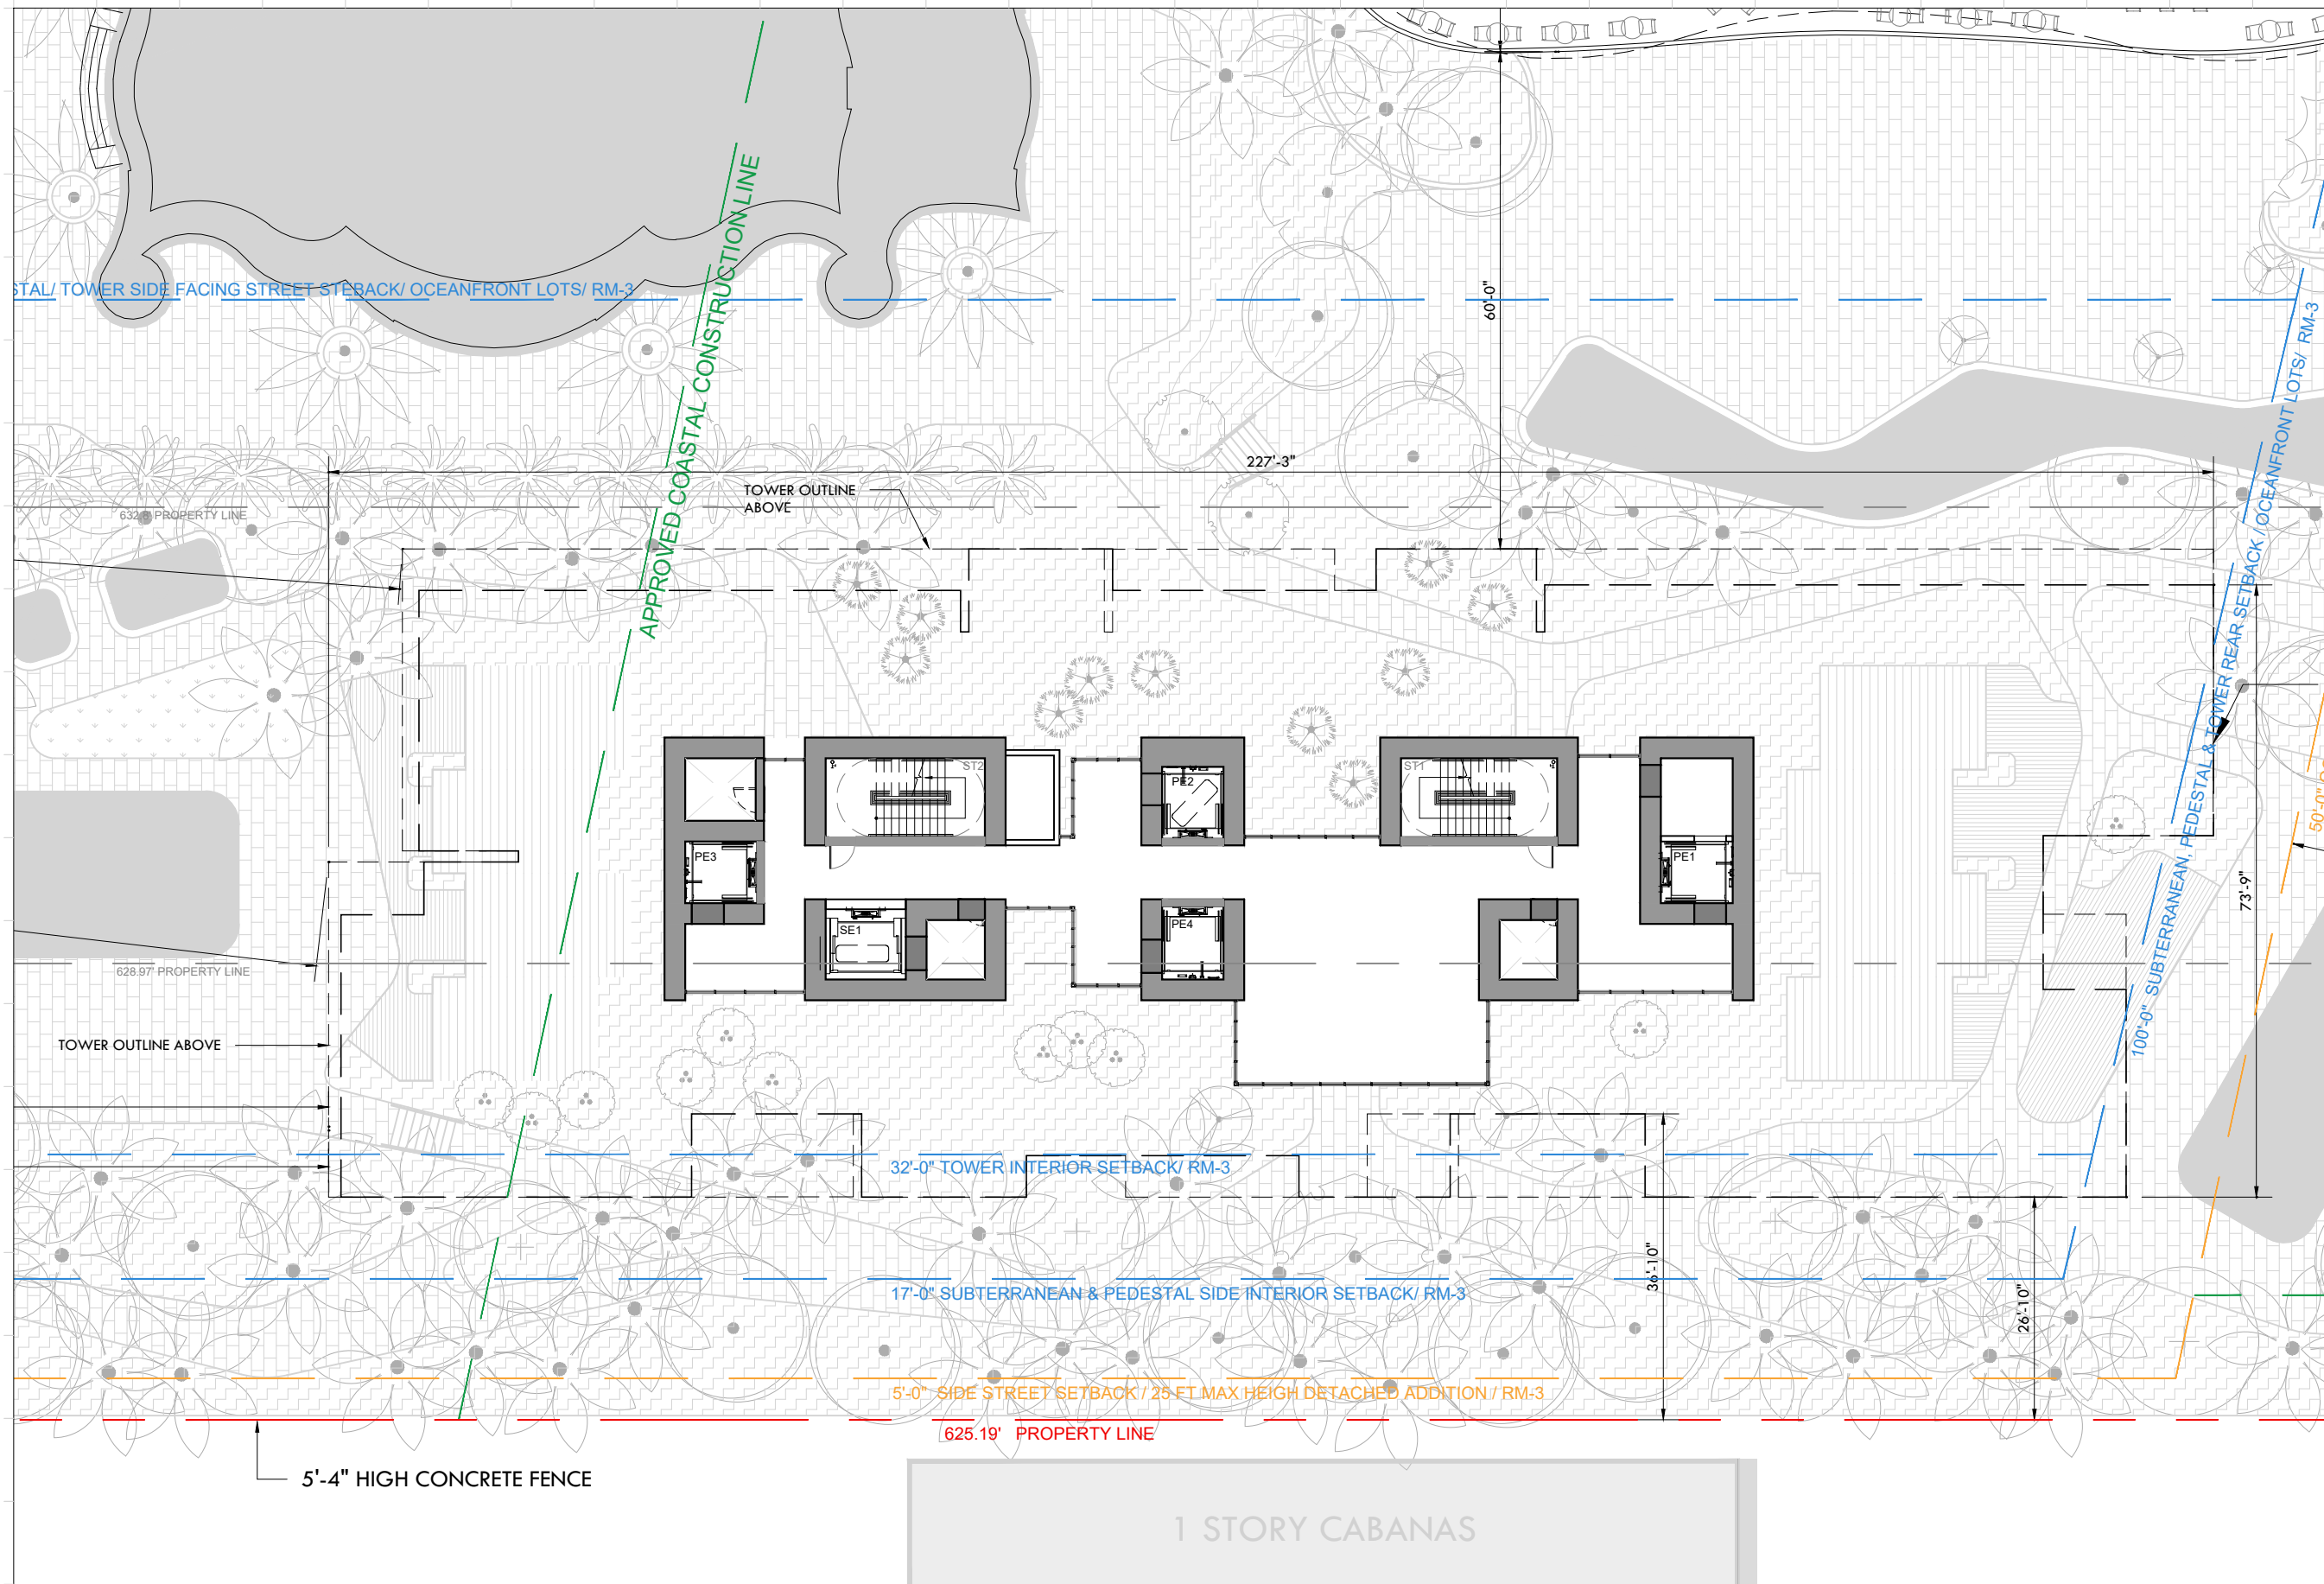 STAL/ TOWER SIDE FACING STREET STEBACK/ OCEANFRONT LOTS/ RM-3
APPROVED COASTAL CONSTRUCTION LINE
60'-0"
227'-3"
TOWER OUTLINE
ABOVE
632.8' PROPERTY LINE
100'-0" SUBTERRANEAN, PEDESTAL & TOWER REAR SETBACK / OCEANFRONT LOTS/ RM-3
ST2
PE2
ST1
50'-0"
PE3
PE1
73'-9"
SE1
PE4
628.97' PROPERTY LINE
TOWER OUTLINE ABOVE
32'-0" TOWER INTERIOR SETBACK/ RM-3
36'-10"
26'-10"
17'-0" SUBTERRANEAN & PEDESTAL SIDE INTERIOR SETBACK/ RM-3
5'-0" SIDE STREET SETBACK / 25 FT MAX HEIGH DETACHED ADDITION / RM-3
625.19' PROPERTY LINE
5'-4" HIGH CONCRETE FENCE
1 STORY CABANAS